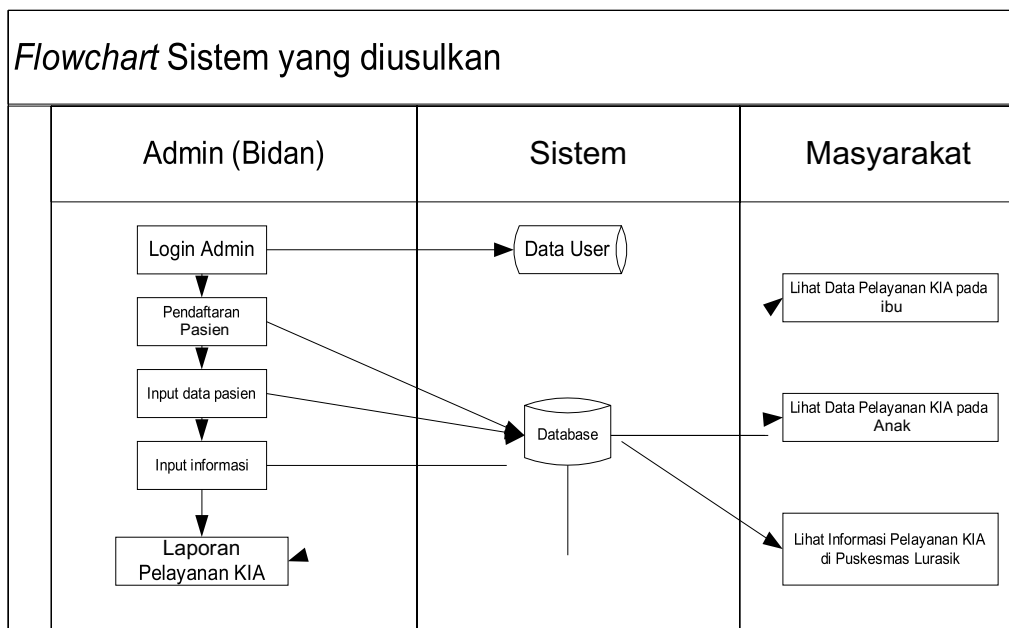 Flowchart Sistem yang diusulkan
Admin (Bidan)
Sistem
Masyarakat
Login Admin
Data User
Pendaftaran
Pasien
Input data pasien
Input informasi
Laporan
Pelayanan KIA
Database
Lihat Data Pelayanan KIA pada
ibu
Lihat Data Pelayanan KIA pada
Anak
Lihat Informasi Pelayanan KIA
di Puskesmas Lurasik